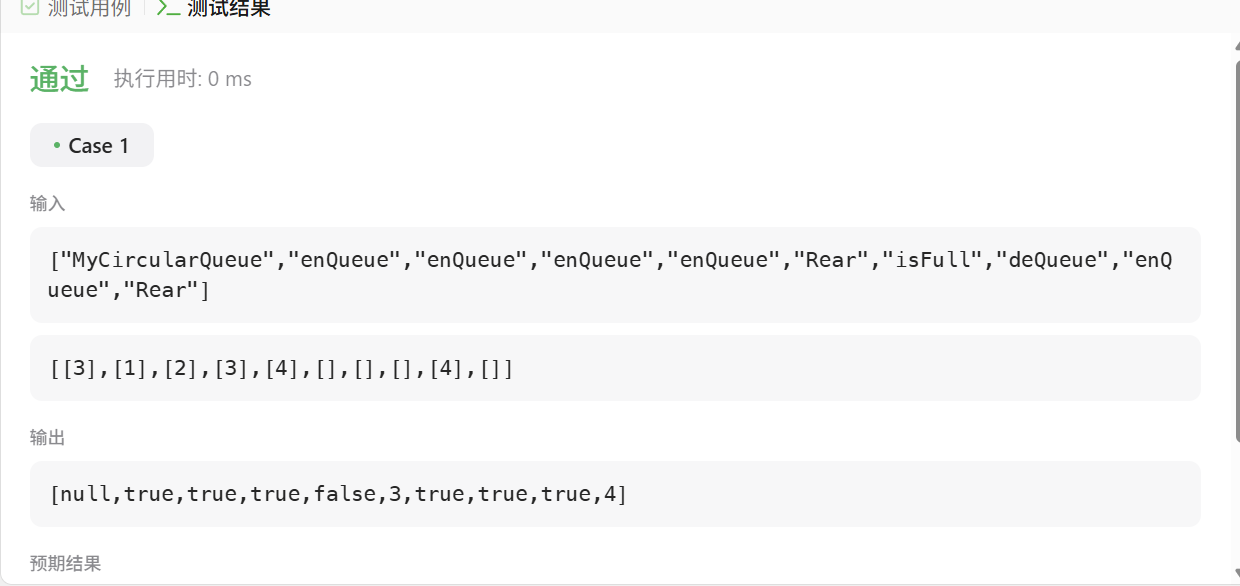 测试用例 测试结果
通过 执行用时: 0 ms
• Case 1
输入
["MyCircularQueue","enQueue","enQueue","enQueue","enQueue","Rear","isFull","deQueue","enQ
ueue","Rear"]
[[3],[1],[2],[3],[4],[],[],[],[4],[]]
输出
[null,true,true,true,false,3,true,true,true,4]
预期结果